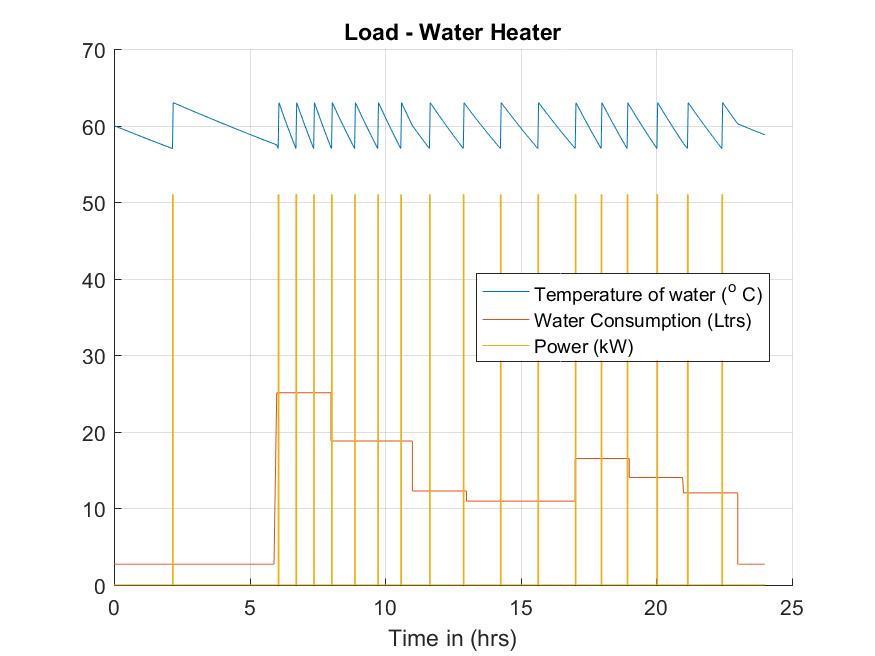 Load - Water Heater
70
60
50
40
30
20
10
0
Temperature of water (o C)
Water Consumption (Ltrs)
Power (kW)
0 5 10 15 20 25
Time in (hrs)